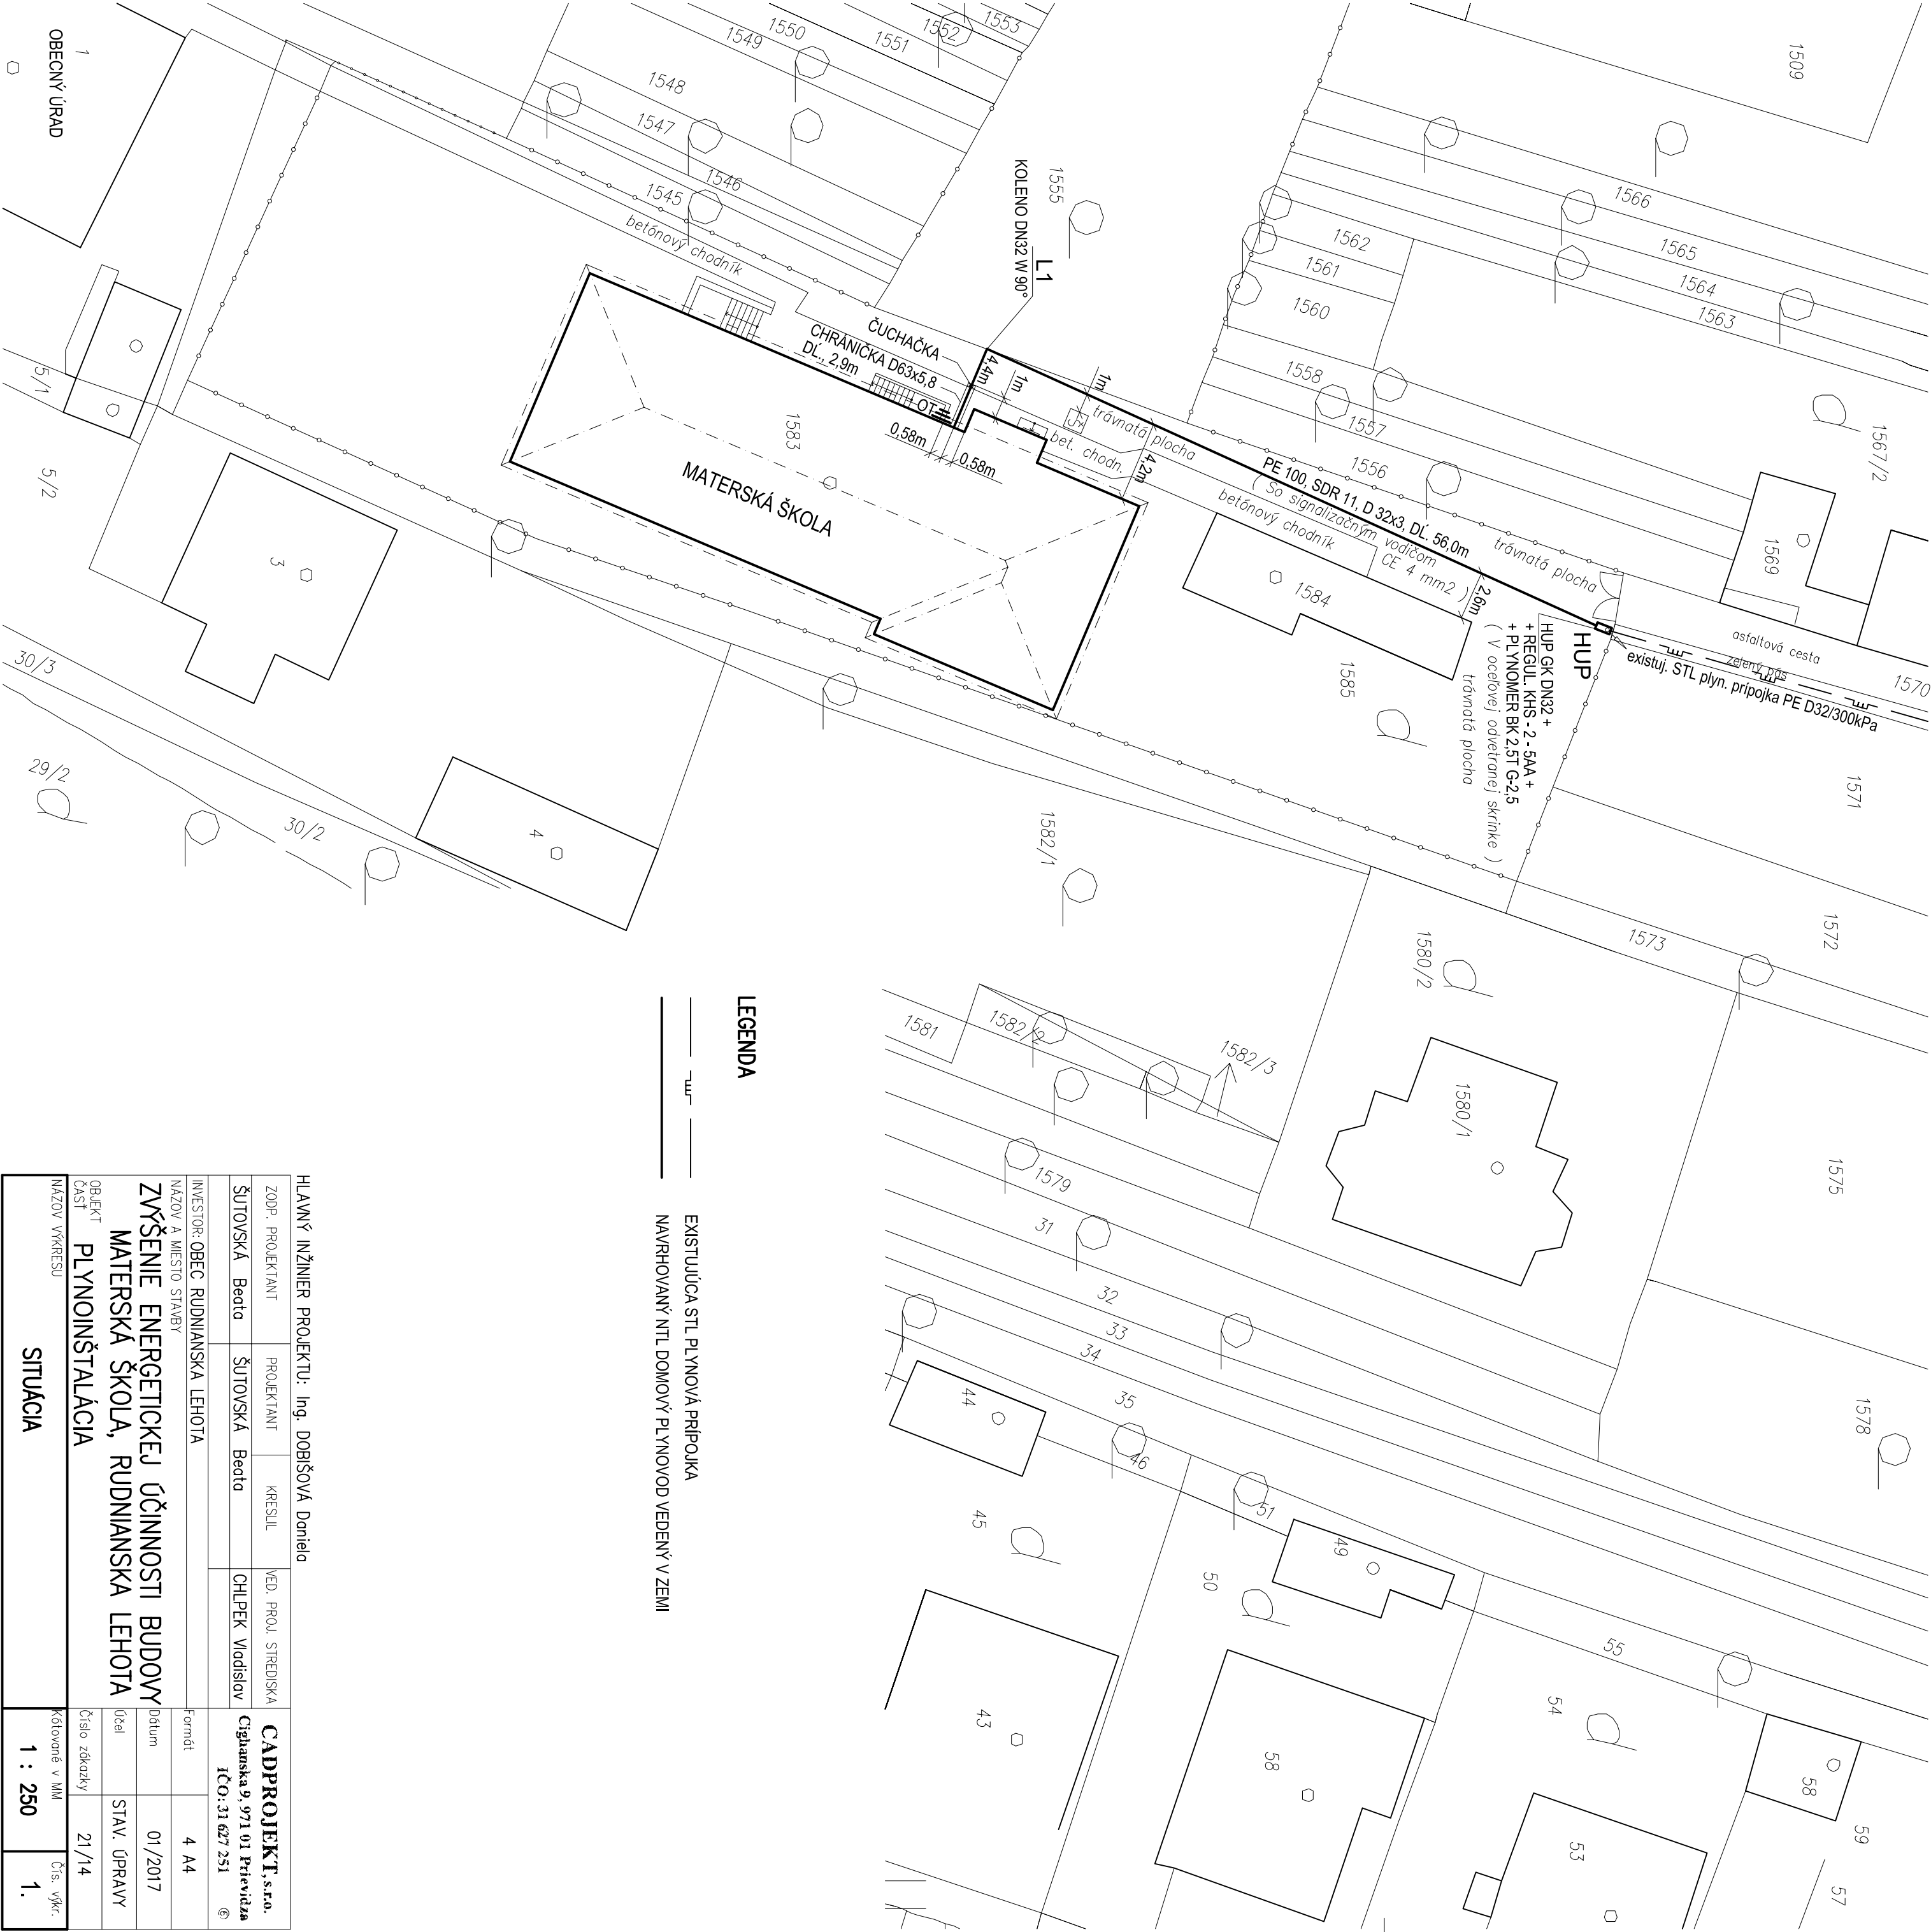 1553
1552
1551
1550
1549
1548
1547
1546
1545
betónový chodník
1
OBECNÝ ÚRAD
1509
1566
1565
1564
1563
1562
1561
1560
1558
1557
1556
1555
L1
KOLENO DN32 W 90°
ČUCHAČKA
CHRÁNIČKA D63x5,8
DĹ., 2,9m
OT
4,4m
1m
1m
0,58m
0,58m
trávnatá plocha
bet. chodn.
4,2m
1583
MATERSKÁ ŠKOLA
PE 100, SDR 11, D 32x3, DĹ. 56,0m
( So signalizačným vodičom
CE 4 mm2 )
betónový chodník
trávnatá plocha
2,6m
1584
1585
1567/2
1569
asfaltová cesta
zelený pás
1570
existuj. STL plyn. prípojka PE D32/300kPa
HUP
HUP GK DN32 +
+ REGUL. KHS - 2 - 5AA +
+ PLYNOMER BK 2,5T G-2,5
( V oceľovej odvetranej skrinke )
trávnatá plocha
1571
1572
1573
1575
1578
5/1
5/2
3
30/3
29/2
30/2
4
1582/1
1580/2
1580/1
1581
1582/2
1582/3
1579
31
32
33
34
35
44
46
45
51
49
50
43
58
55
54
58
53
59
57
LEGENDA
EXISTUJÚCA STL PLYNOVÁ PRÍPOJKA
NAVRHOVANÝ NTL DOMOVÝ PLYNOVOD VEDENÝ V ZEMI
HLAVNÝ INŽINIER PROJEKTU: Ing. DOBIŠOVÁ Daniela
ZODP. PROJEKTANT
PROJEKTANT
KRESLIL
VED. PROJ. STREDISKA
ŠUTOVSKÁ Beata
ŠUTOVSKÁ Beata
CHLPEK Vladislav
CADPROJEKT, s.r.o.
Ciglianska 9, 971 01 Prievidza
IČO: 31 627 251 ©
INVESTOR: OBEC RUDNIANSKA LEHOTA
NÁZOV A MIESTO STAVBY
ZVÝŠENIE ENERGETICKEJ ÚČINNOSTI BUDOVY
MATERSKÁ ŠKOLA, RUDNIANSKA LEHOTA
OBJEKT
ČASŤ
PLYNOINŠTALÁCIA
Formát
4 A4
Dátum
01/2017
Účel
STAV. ÚPRAVY
Číslo zákazky
21/14
NÁZOV VÝKRESU
SITUÁCIA
Kótované v MM
1 : 250
Čís. výkr.
1.